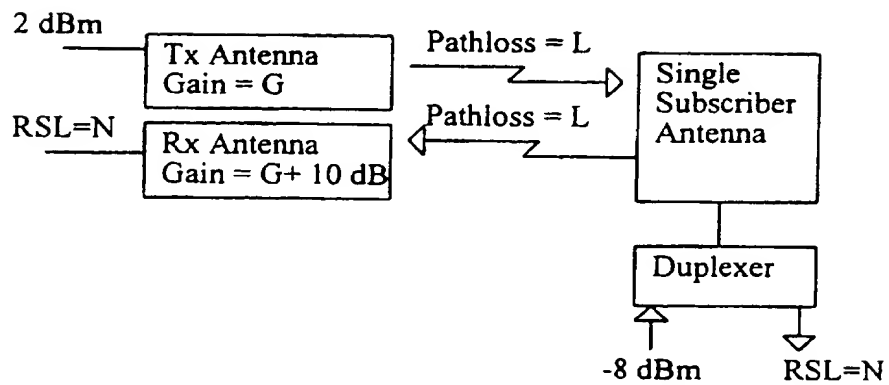 2 dBm
Tx Antenna
Gain = G
Pathloss = L
Single
Subscriber
Antenna
RSL=N
Rx Antenna
Gain = G+ 10 dB
Pathloss = L
Duplexer
-8 dBm
RSL=N